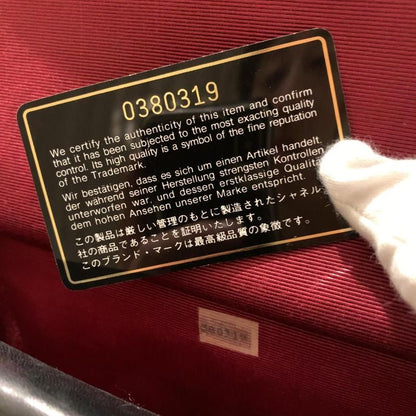 0380319
We certify the authenticity of this item and confirm
that it has been subjected to the most exacting quality
control. Its high quality is a symbol of the fine reputation
of the Trademark.
Wir bestätigen, dass es sich um einen Artikel handelt,
der während seiner Herstellung strengsten Kontrollen
unterworfen war, und dessen erstklassige Qualität
dem hohen Ansehen unserer Marke entspricht.
この製品は厳しい管理のもとに製造されたシャネル
社の商品であることを証明いたします。
このブランド・マークは最高級品質の象徴です。
0380319